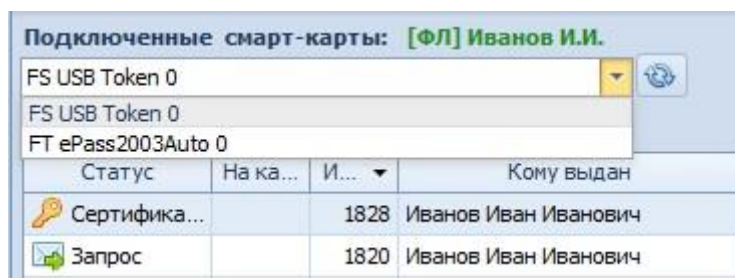 Подключенные смарт-карты: [ФЛ] Иванов И.И.
FS USB Token 0
FS USB Token 0
FT ePass2003Auto 0
Статус На ка... И... Кому выдан
Сертифика... 1828 Иванов Иван Иванович
Запрос 1820 Иванов Иван Иванович